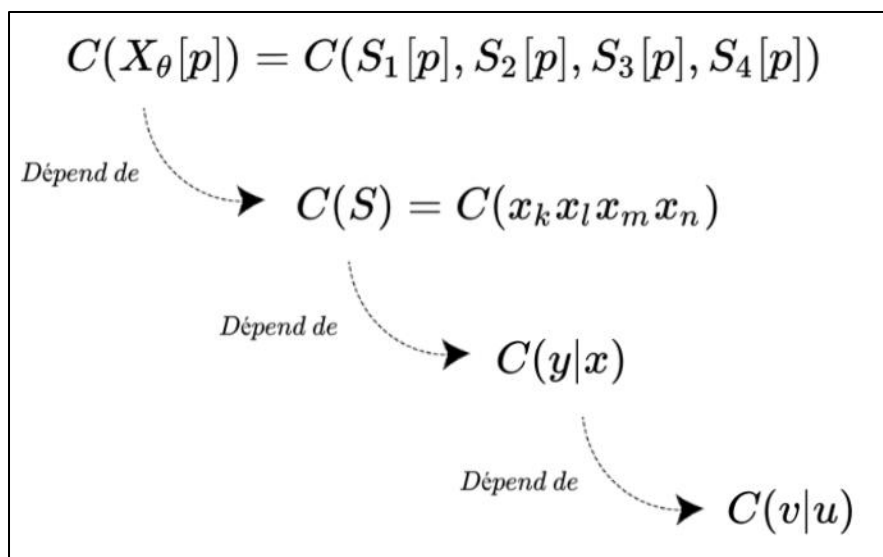 C(X_θ[p]) = C(S_1[p], S_2[p], S_3[p], S_4[p])
Dépend de
C(S) = C(x_k x_l x_m x_n)
Dépend de
C(y|x)
Dépend de
C(v|u)